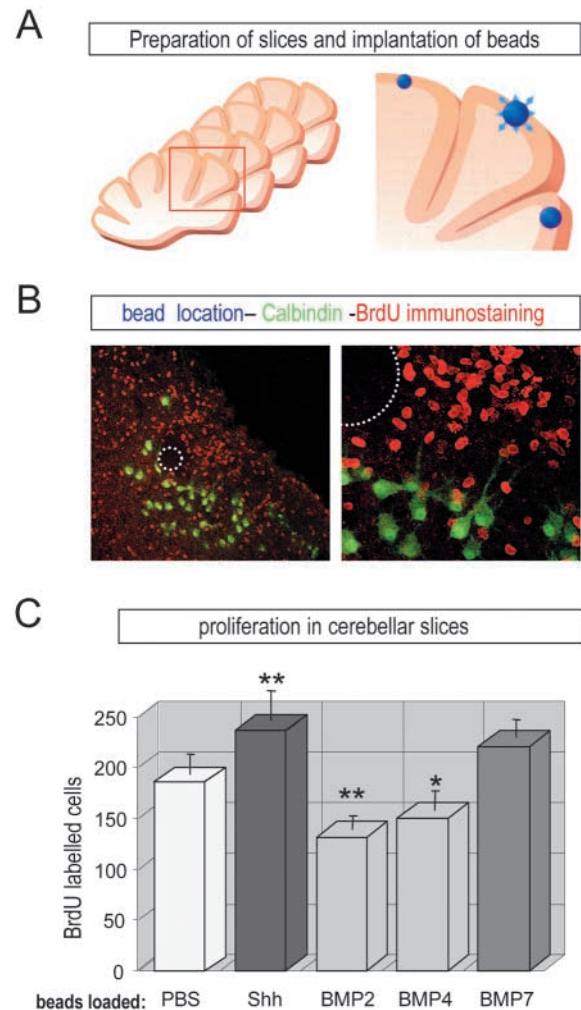 A
Preparation of slices and implantation of beads
B
bead location– Calbindin -BrdU immunostaining
C
proliferation in cerebellar slices
BrdU labelled cells
250
200
150
100
50
0
**
**
*
beads loaded: PBS Shh BMP2 BMP4 BMP7